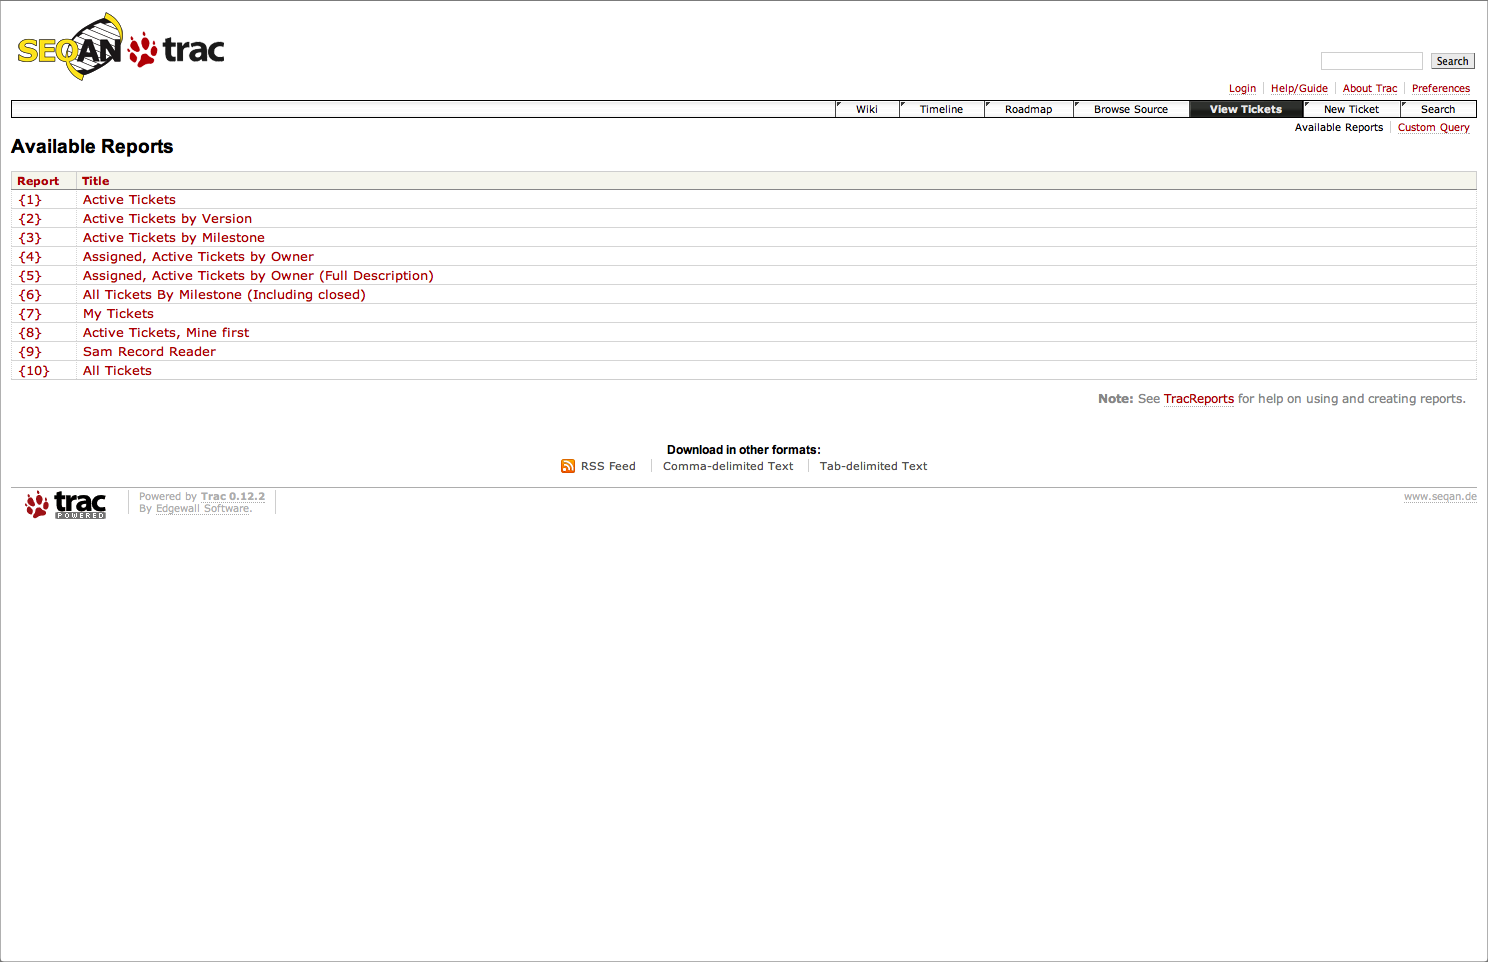 SEQAN trac
Search
Login Help/Guide About Trac Preferences
Wiki Timeline Roadmap Browse Source View Tickets New Ticket Search
Available Reports Custom Query
Available Reports
Report Title
{1} Active Tickets
{2} Active Tickets by Version
{3} Active Tickets by Milestone
{4} Assigned, Active Tickets by Owner
{5} Assigned, Active Tickets by Owner (Full Description)
{6} All Tickets By Milestone (Including closed)
{7} My Tickets
{8} Active Tickets, Mine first
{9} Sam Record Reader
{10} All Tickets
Note: See TracReports for help on using and creating reports.
Download in other formats:
RSS Feed Comma-delimited Text Tab-delimited Text
trac POWERED
Powered by Trac 0.12.2
By Edgewall Software.
www.seqan.de